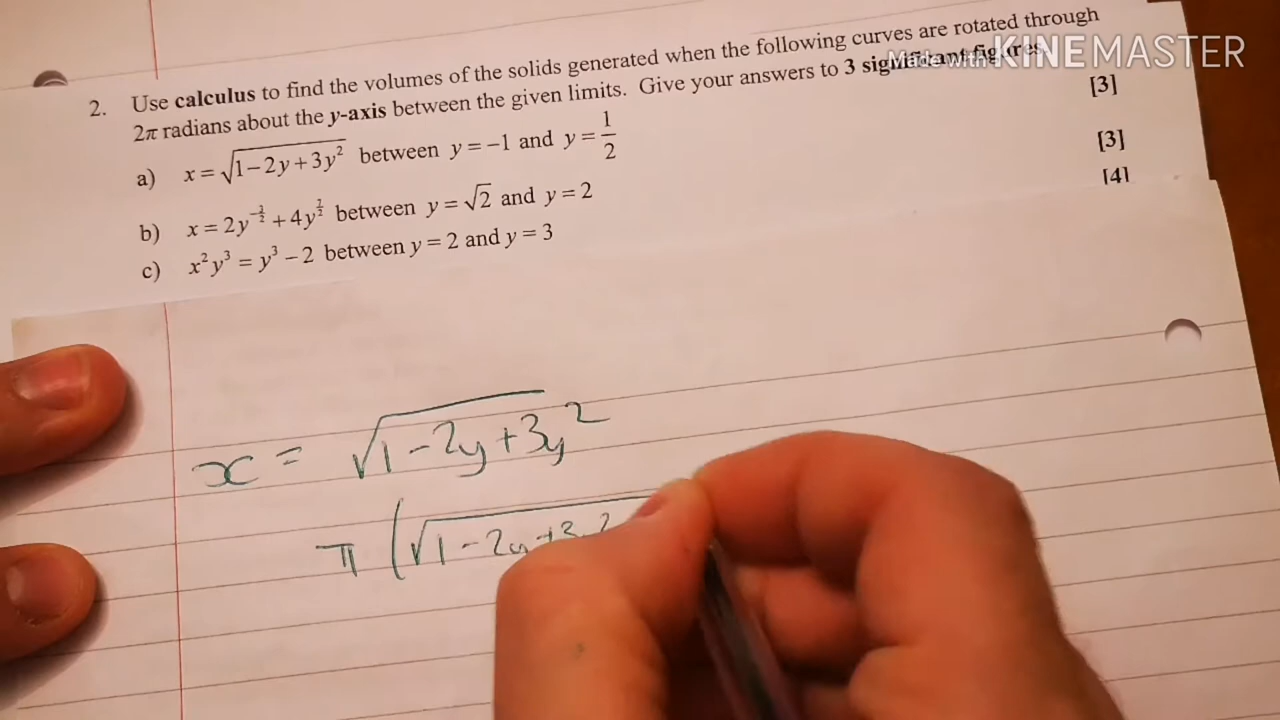 Made with KINEMASTER
2. Use calculus to find the volumes of the solids generated when the following curves are rotated through
2π radians about the y-axis between the given limits. Give your answers to 3 significant figures.
a) x = √(1 − 2y + 3y²) between y = −1 and y = 1/2 [3]
b) x = 2y^(−1/2) + 4y^(1/2) between y = √2 and y = 2 [3]
c) x²y³ = y³ − 2 between y = 2 and y = 3 [4]
x = √1 − 2y + 3y²
π (√1 − 2y + 3y²